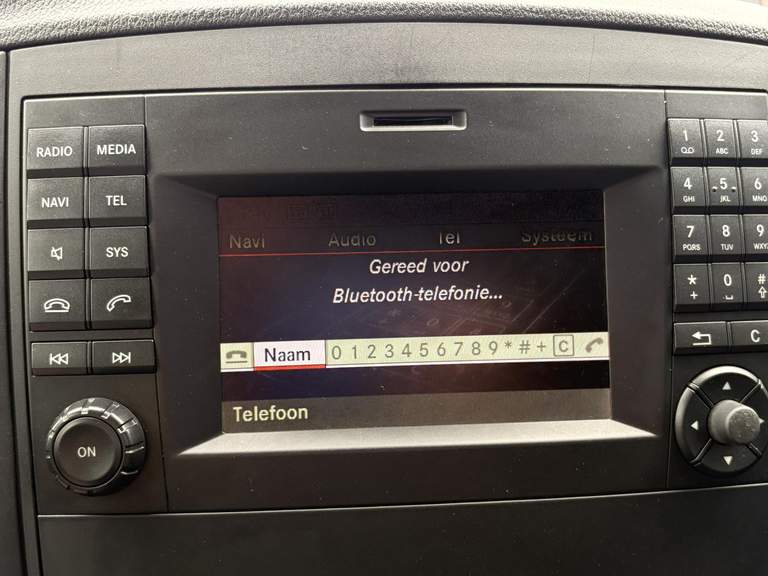 RADIO MEDIA
NAVI TEL
SYS
ON
Navi Audio Tel Systeem
Gereed voor
Bluetooth-telefonie...
Naam 0 1 2 3 4 5 6 7 8 9 * # + C
Telefoon
1 2 3
ABC DEF
4 5 6
GHI JKL MNO
7 8 9
PQRS TUV WXYZ
* 0 #
+
C